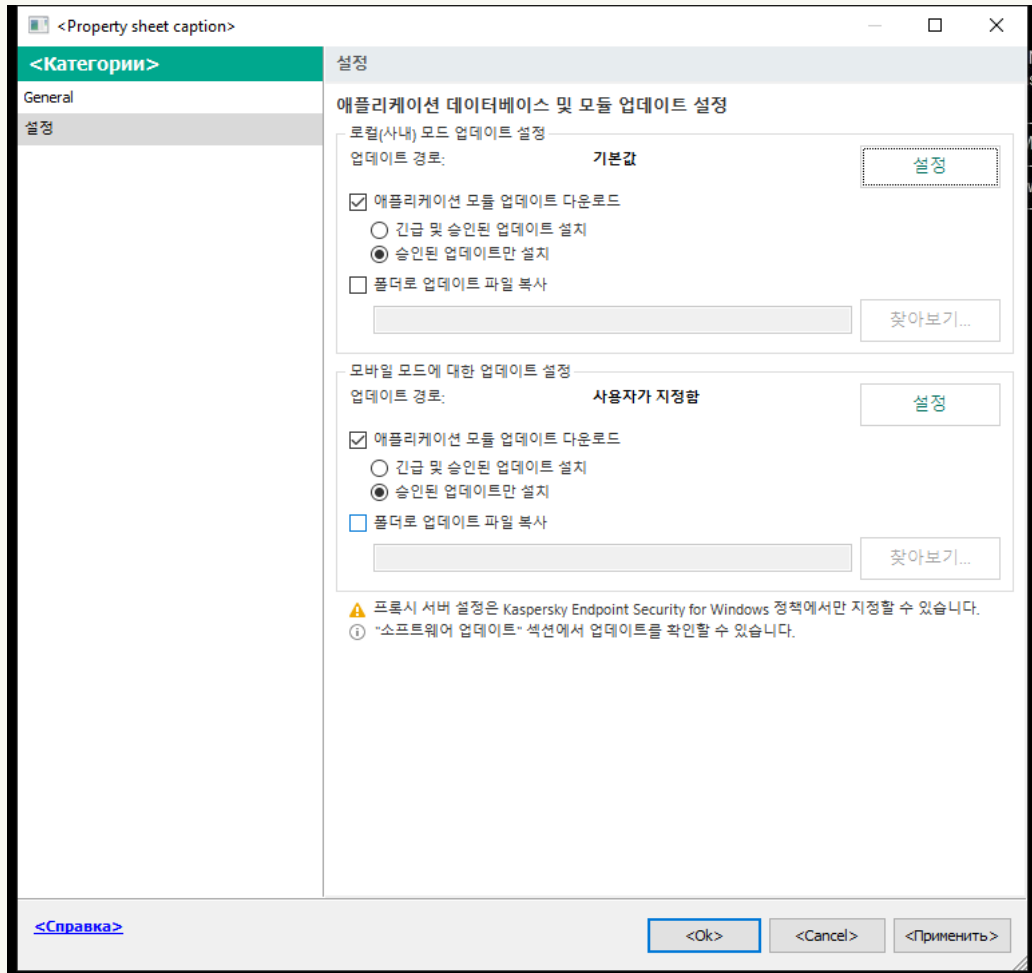 <Property sheet caption>
<Категории>
General
설정
설정
애플리케이션 데이터베이스 및 모듈 업데이트 설정
로컬(사내) 모드 업데이트 설정
업데이트 경로: 기본값 설정
애플리케이션 모듈 업데이트 다운로드
긴급 및 승인된 업데이트 설치
승인된 업데이트만 설치
폴더로 업데이트 파일 복사
찾아보기...
모바일 모드에 대한 업데이트 설정
업데이트 경로: 사용자가 지정함 설정
애플리케이션 모듈 업데이트 다운로드
긴급 및 승인된 업데이트 설치
승인된 업데이트만 설치
폴더로 업데이트 파일 복사
찾아보기...
프록시 서버 설정은 Kaspersky Endpoint Security for Windows 정책에서만 지정할 수 있습니다.
"소프트웨어 업데이트" 섹션에서 업데이트를 확인할 수 있습니다.
<Справка> <Ok> <Cancel> <Применить>